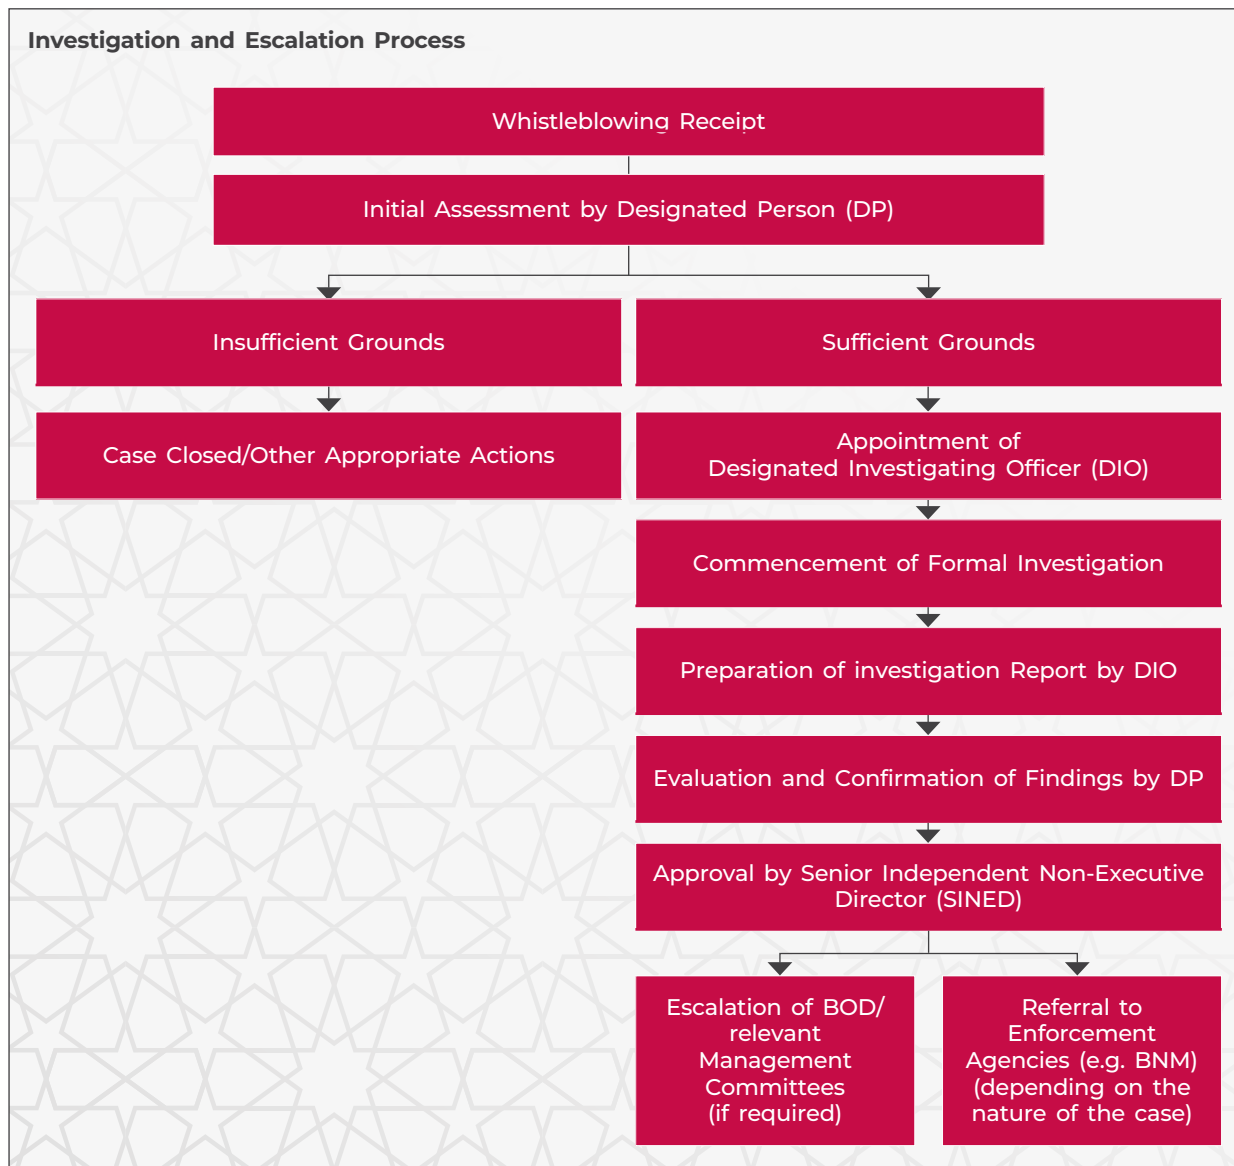 Investigation and Escalation Process
Whistleblowing Receipt
Initial Assessment by Designated Person (DP)
Insufficient Grounds
Sufficient Grounds
Case Closed/Other Appropriate Actions
Appointment of
Designated Investigating Officer (DIO)
Commencement of Formal Investigation
Preparation of investigation Report by DIO
Evaluation and Confirmation of Findings by DP
Approval by Senior Independent Non-Executive
Director (SINED)
Escalation of BOD/
relevant
Management
Committees
(if required)
Referral to
Enforcement
Agencies (e.g. BNM)
(depending on the
nature of the case)